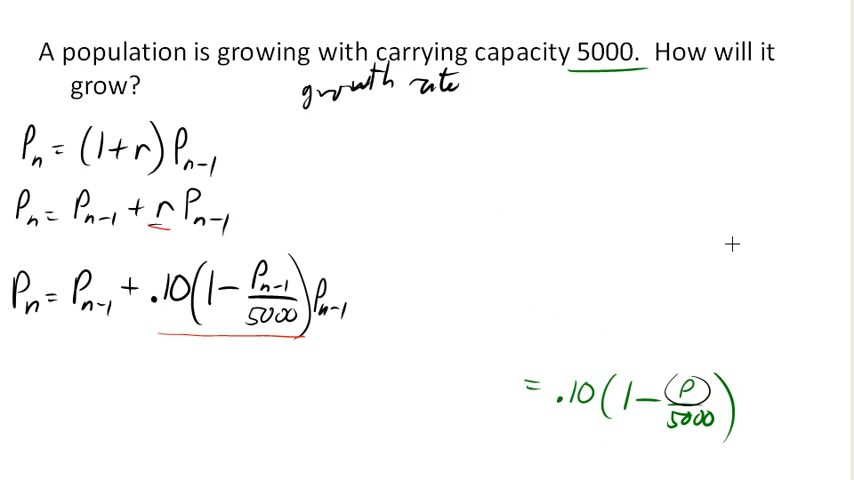 A population is growing with carrying capacity 5000. How will it
grow?
growth rate
Pₙ = (1+r)Pₙ₋₁
Pₙ = Pₙ₋₁ + r Pₙ₋₁
Pₙ = Pₙ₋₁ + .10(1 − Pₙ₋₁/5000)Pₙ₋₁
= .10(1 − P/5000)